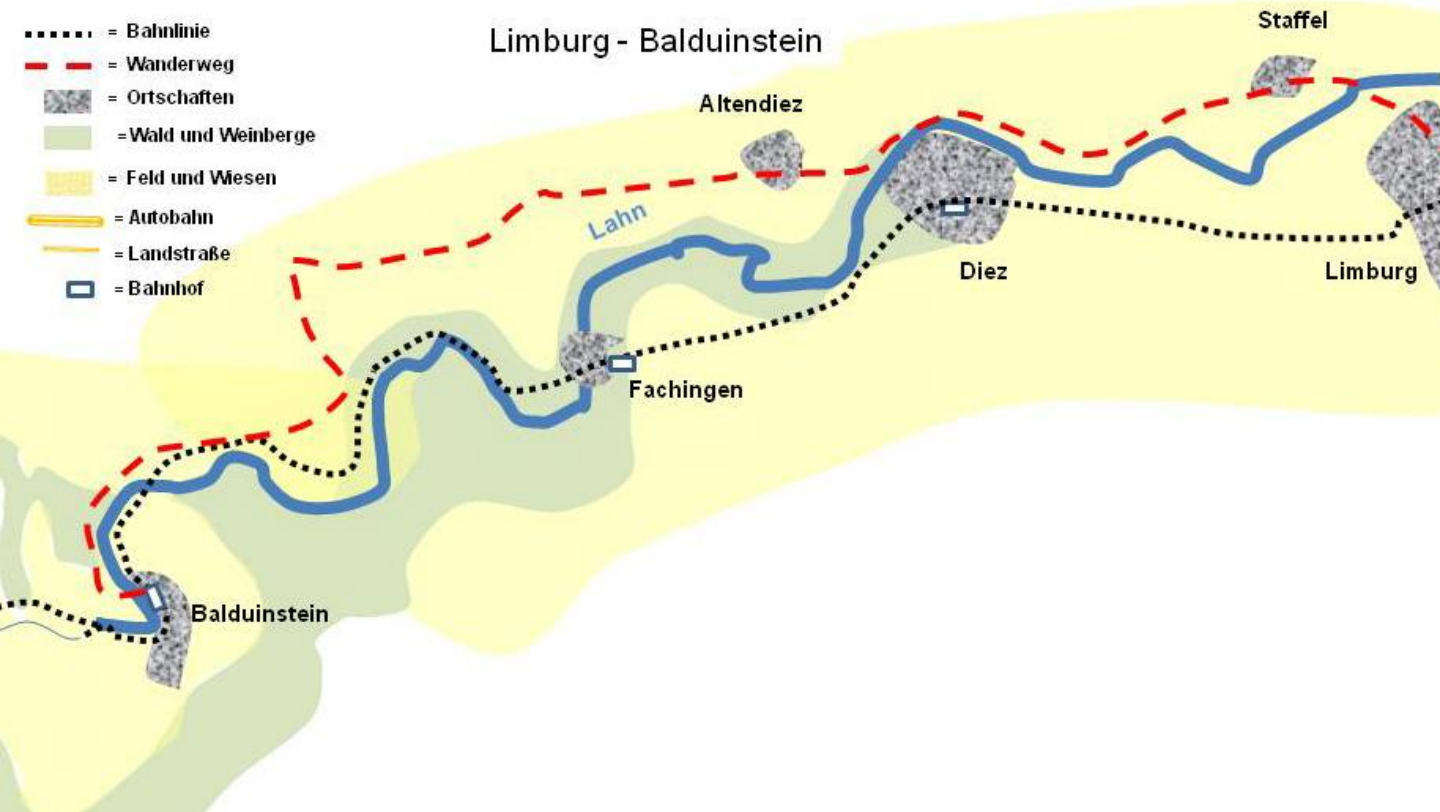 Limburg - Balduinstein
= Bahnlinie
= Wanderweg
= Ortschaften
=Wald und Weinberge
= Feld und Wiesen
= Autobahn
=Landstraße
=Bahnhof
Staffel
Altendiez
Lahn
Diez
Limburg
Fachingen
Balduinstein